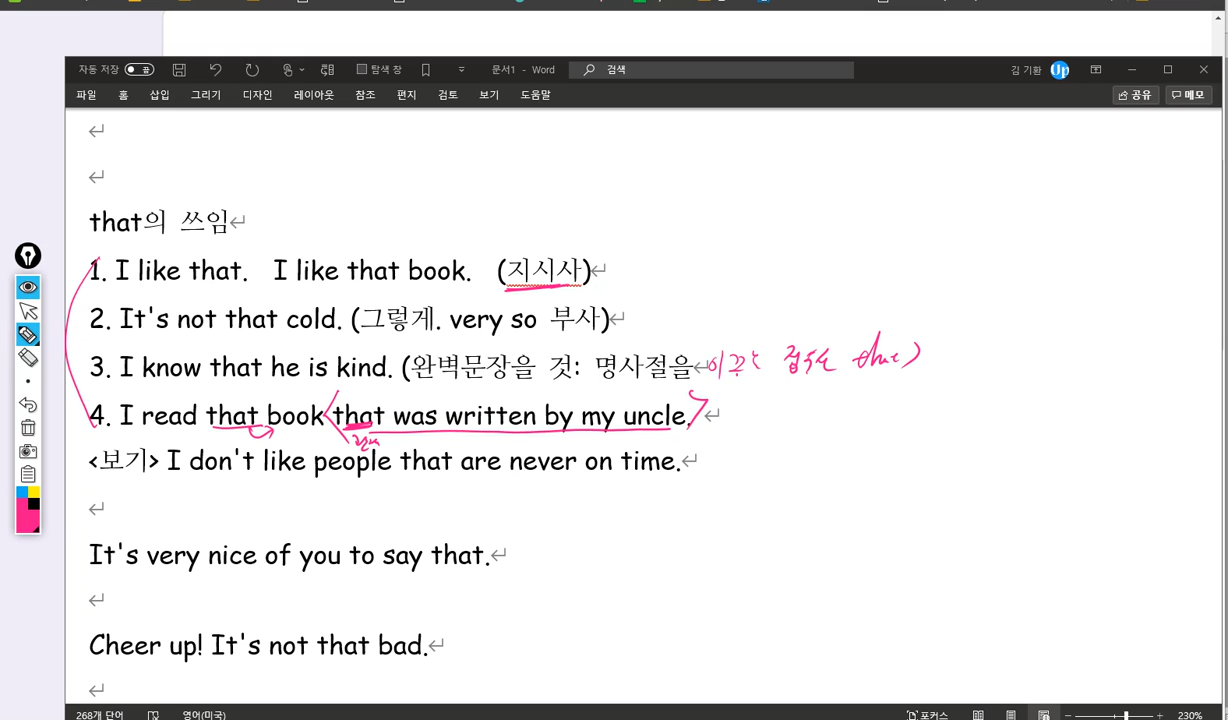 자동 저장 끔 탐색 창 문서1 - Word 검색 김 기환 Up
파일 홈 삽입 그리기 디자인 레이아웃 참조 편지 검토 보기 도움말 공유 메모
that의 쓰임
1. I like that. I like that book. (지시사)
2. It's not that cold. (그렇게. very so 부사)
3. I know that he is kind. (완벽문장을 것: 명사절을 이끄는 접속사 that)
4. I read that book that was written by my uncle.
<보기> I don't like people that are never on time.
It's very nice of you to say that.
Cheer up! It's not that bad.
268개 단어 영어(미국) 포커스 230%